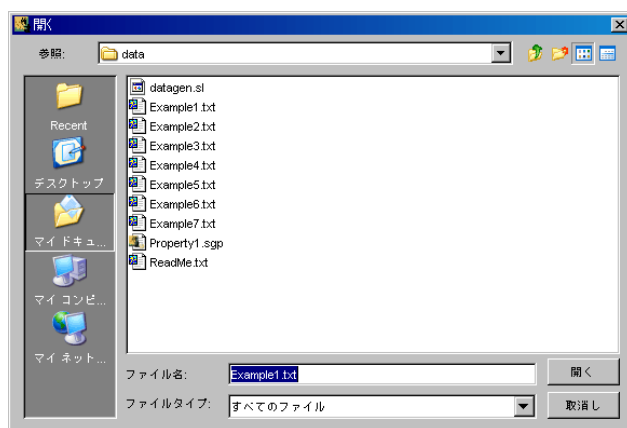 開く
参照: data
Recent
デスクトップ
マイ ドキュ...
マイ コンピ...
マイ ネット...
datagen.sl
Example1.txt
Example2.txt
Example3.txt
Example4.txt
Example5.txt
Example6.txt
Example7.txt
Property1.sgp
ReadMe.txt
ファイル名: Example1.txt 開く
ファイルタイプ: すべてのファイル 取消し